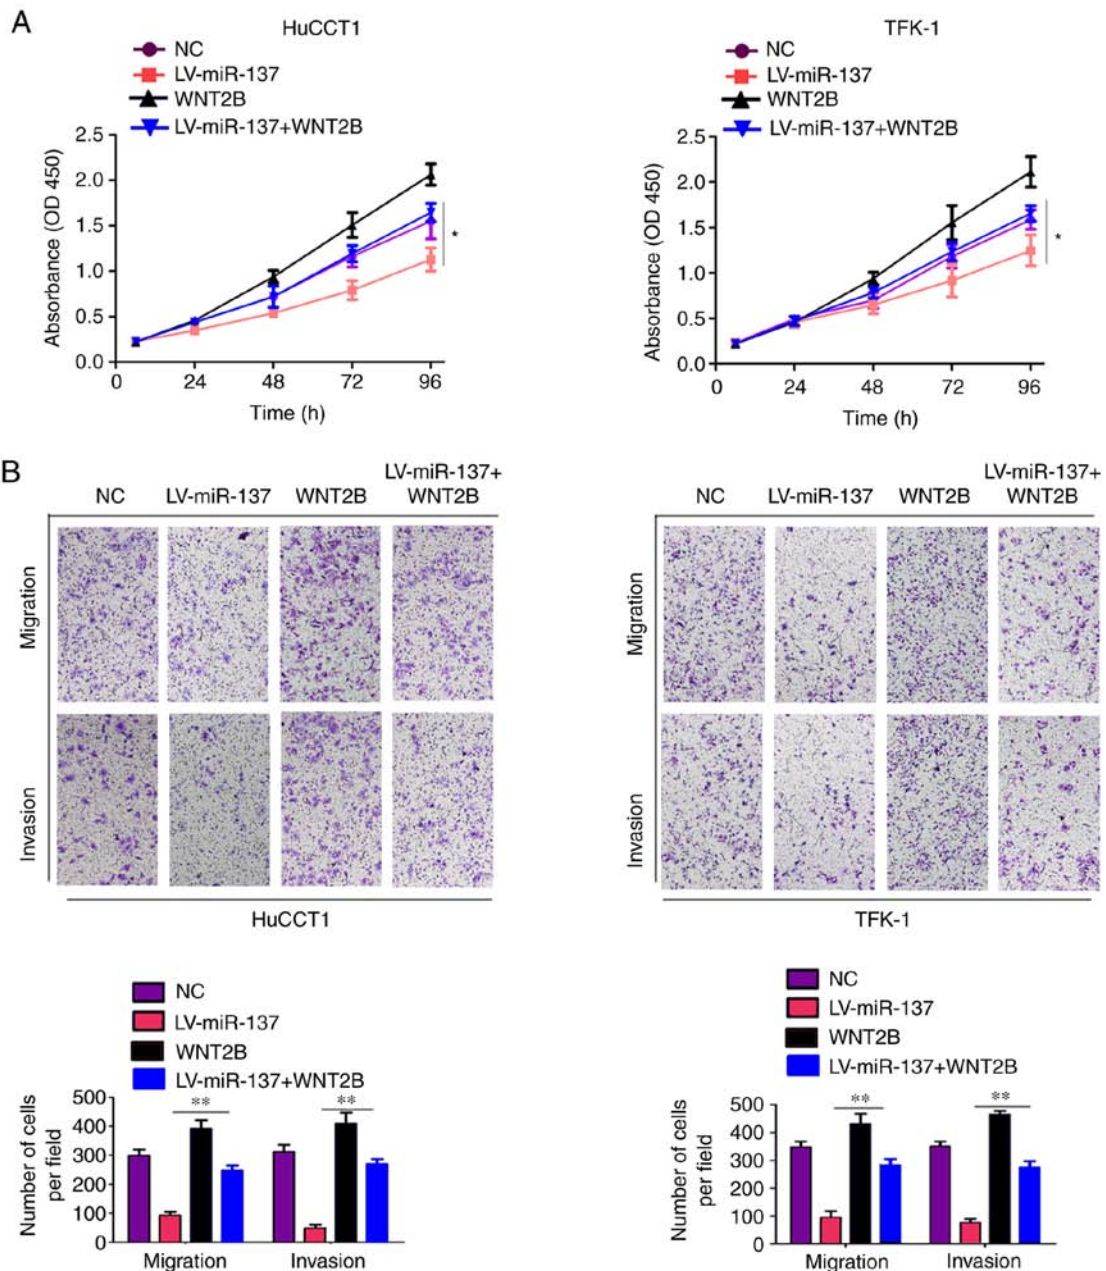 A
HuCCT1
NC
LV-miR-137
WNT2B
LV-miR-137+WNT2B
Absorbance (OD 450)
2.5
2.0
1.5
1.0
0.5
0.0
*
0 24 48 72 96
Time (h)
TFK-1
NC
LV-miR-137
WNT2B
LV-miR-137+WNT2B
Absorbance (OD 450)
2.5
2.0
1.5
1.0
0.5
0.0
*
0 24 48 72 96
Time (h)
B
NC LV-miR-137 WNT2B LV-miR-137+
WNT2B
Migration
Invasion
HuCCT1
NC LV-miR-137 WNT2B LV-miR-137+
WNT2B
Migration
Invasion
TFK-1
NC
LV-miR-137
WNT2B
LV-miR-137+WNT2B
Number of cells
per field
500
400
300
200
100
0
** **
Migration Invasion
NC
LV-miR-137
WNT2B
LV-miR-137+WNT2B
Number of cells
per field
500
400
300
200
100
0
** **
Migration Invasion